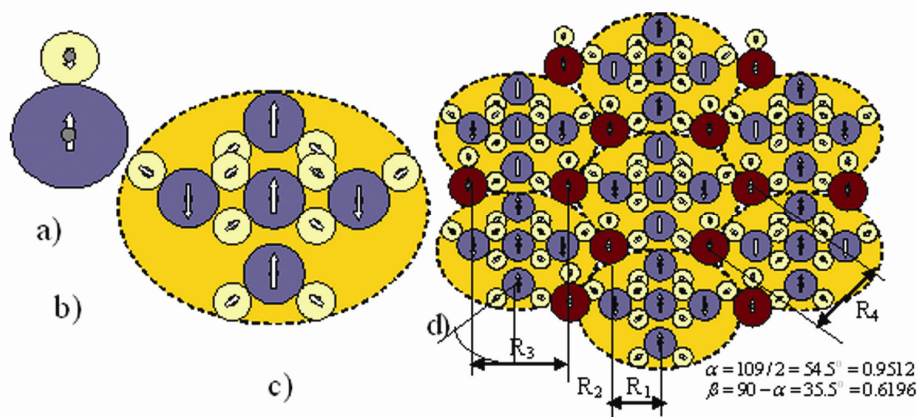 a)
b)
c)
d)
R₃
R₂
R₁
R₄
α = 109/2 = 54.5° = 0.9512
β = 90 − α = 35.5° = 0.6196